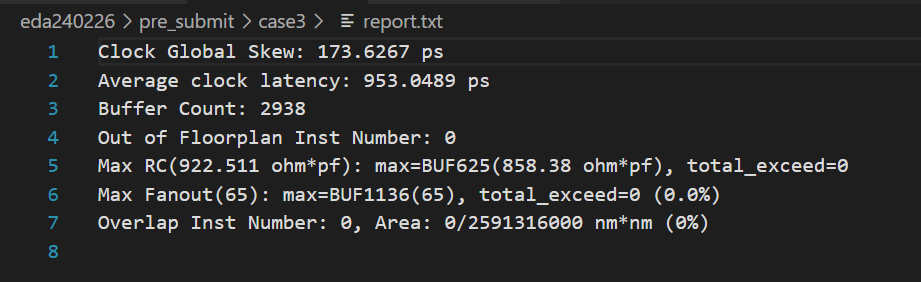 eda240226 > pre_submit > case3 > report.txt
1 Clock Global Skew: 173.6267 ps
2 Average clock latency: 953.0489 ps
3 Buffer Count: 2938
4 Out of Floorplan Inst Number: 0
5 Max RC(922.511 ohm*pf): max=BUF625(858.38 ohm*pf), total_exceed=0
6 Max Fanout(65): max=BUF1136(65), total_exceed=0 (0.0%)
7 Overlap Inst Number: 0, Area: 0/2591316000 nm*nm (0%)
8